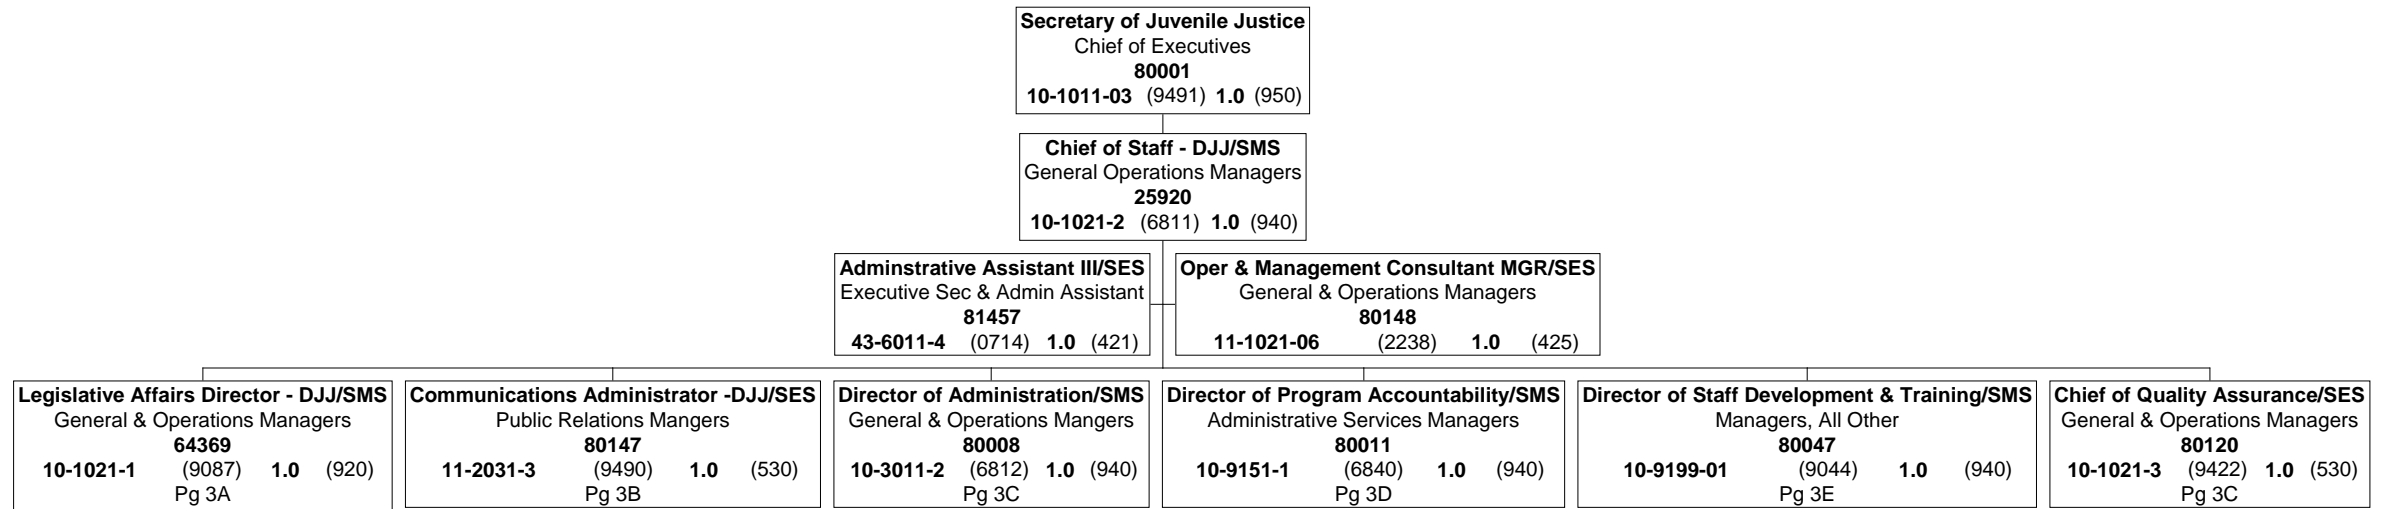 Secretary of Juvenile Justice
Chief of Executives
80001
10-1011-03 (9491) 1.0 (950)
Chief of Staff - DJJ/SMS
General Operations Managers
25920
10-1021-2 (6811) 1.0 (940)
Adminstrative Assistant III/SES
Executive Sec & Admin Assistant
81457
43-6011-4 (0714) 1.0 (421)
Oper & Management Consultant MGR/SES
General & Operations Managers
80148
11-1021-06 (2238) 1.0 (425)
Legislative Affairs Director - DJJ/SMS
General & Operations Managers
64369
10-1021-1 (9087) 1.0 (920)
Pg 3A
Communications Administrator -DJJ/SES
Public Relations Mangers
80147
11-2031-3 (9490) 1.0 (530)
Pg 3B
Director of Administration/SMS
General & Operations Mangers
80008
10-3011-2 (6812) 1.0 (940)
Pg 3C
Director of Program Accountability/SMS
Administrative Services Managers
80011
10-9151-1 (6840) 1.0 (940)
Pg 3D
Director of Staff Development & Training/SMS
Managers, All Other
80047
10-9199-01 (9044) 1.0 (940)
Pg 3E
Chief of Quality Assurance/SES
General & Operations Managers
80120
10-1021-3 (9422) 1.0 (530)
Pg 3C